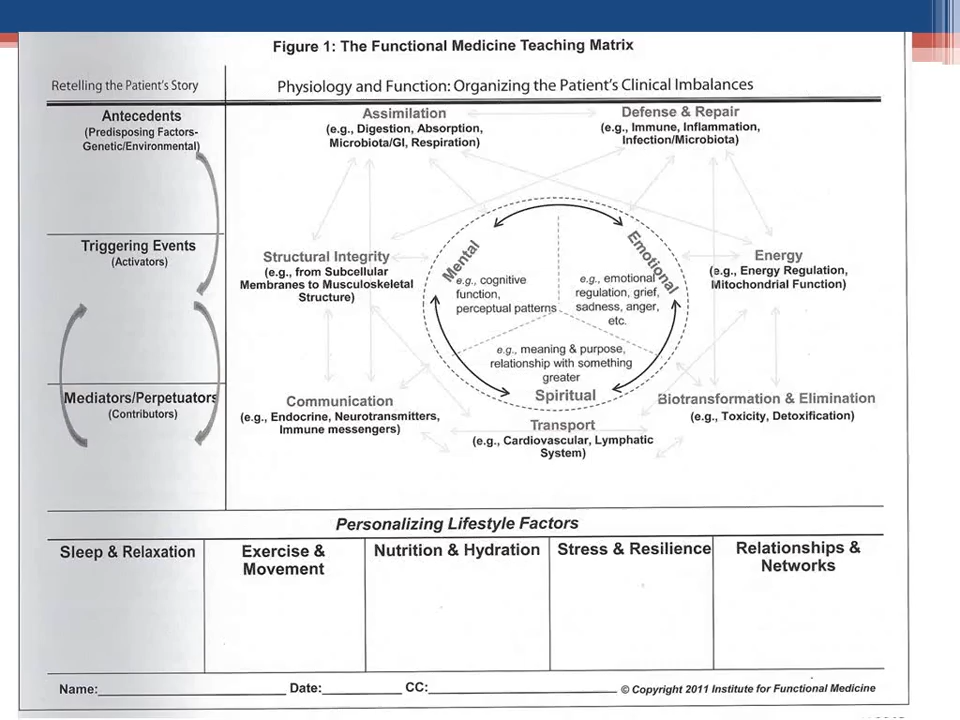 Figure 1: The Functional Medicine Teaching Matrix
Retelling the Patient's Story
Physiology and Function: Organizing the Patient's Clinical Imbalances
Antecedents
(Predisposing Factors-
Genetic/Environmental)
Triggering Events
(Activators)
Mediators/Perpetuators
(Contributors)
Assimilation
(e.g., Digestion, Absorption,
Microbiota/GI, Respiration)
Defense & Repair
(e.g., Immune, Inflammation,
Infection/Microbiota)
Structural Integrity
(e.g., from Subcellular
Membranes to Musculoskeletal
Structure)
Mental
e.g., cognitive
function,
perceptual patterns
Emotional
e.g., emotional
regulation, grief,
sadness, anger,
etc.
Energy
(e.g., Energy Regulation,
Mitochondrial Function)
e.g., meaning & purpose,
relationship with something
greater
Spiritual
Communication
(e.g., Endocrine, Neurotransmitters,
Immune messengers)
Transport
(e.g., Cardiovascular, Lymphatic
System)
Biotransformation & Elimination
(e.g., Toxicity, Detoxification)
Personalizing Lifestyle Factors
Sleep & Relaxation
Exercise &
Movement
Nutrition & Hydration
Stress & Resilience
Relationships &
Networks
Name: Date: CC: © Copyright 2011 Institute for Functional Medicine